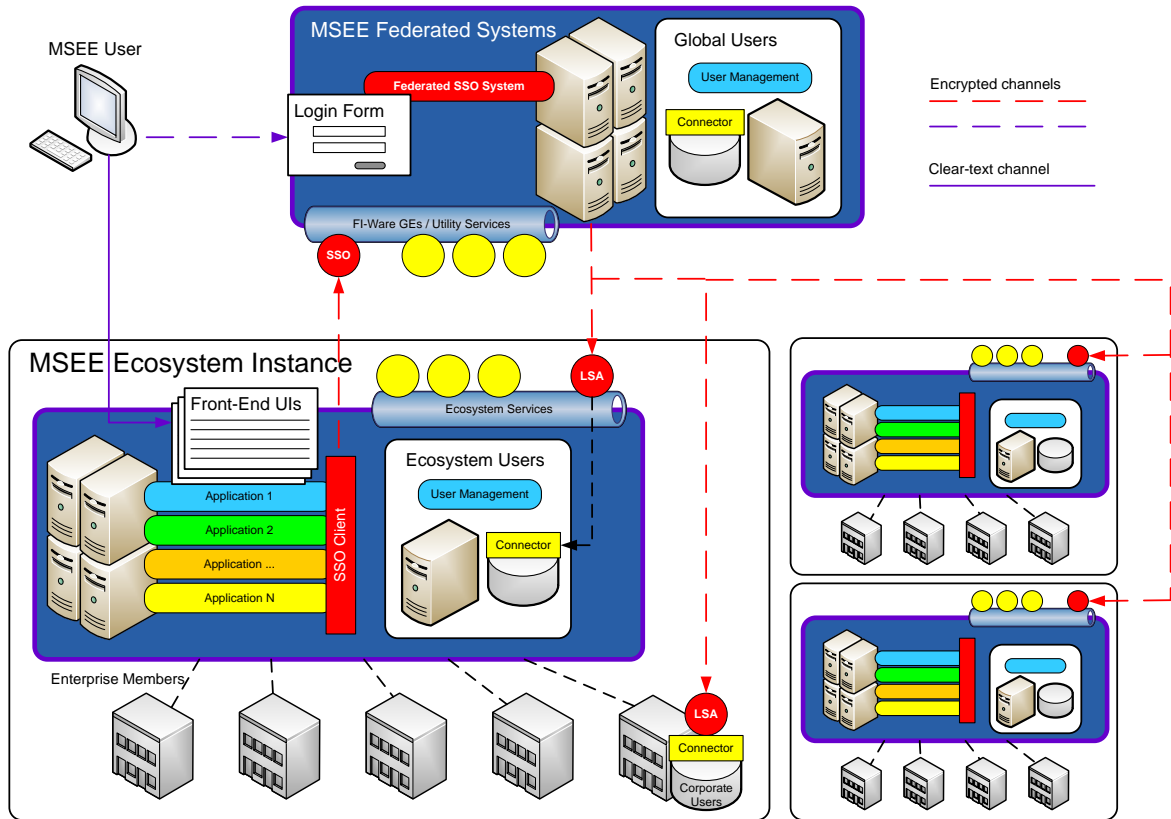 MSEE User
MSEE Federated Systems
Global Users
User Management
Federated SSO System
Login Form
Connector
Encrypted channels
Clear-text channel
FI-Ware GEs / Utility Services
SSO
MSEE Ecosystem Instance
LSA
Ecosystem Services
Front-End UIs
Ecosystem Users
User Management
Application 1
Application 2
Application ...
Application N
SSO Client
Connector
Enterprise Members
LSA
Connector
Corporate
Users